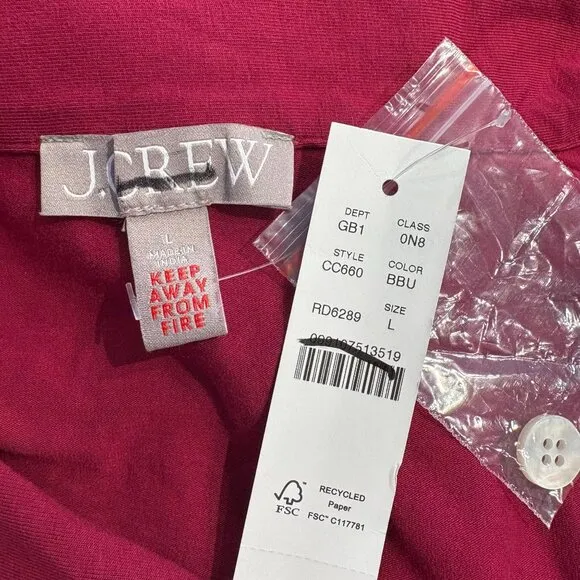 J.CREW
L
MADE IN
INDIA
KEEP
AWAY
FROM
FIRE
DEPT
GB1
CLASS
0N8
STYLE
CC660
COLOR
BBU
RD6289
SIZE
L
FSC
RECYCLED
Paper
FSC™ C117781